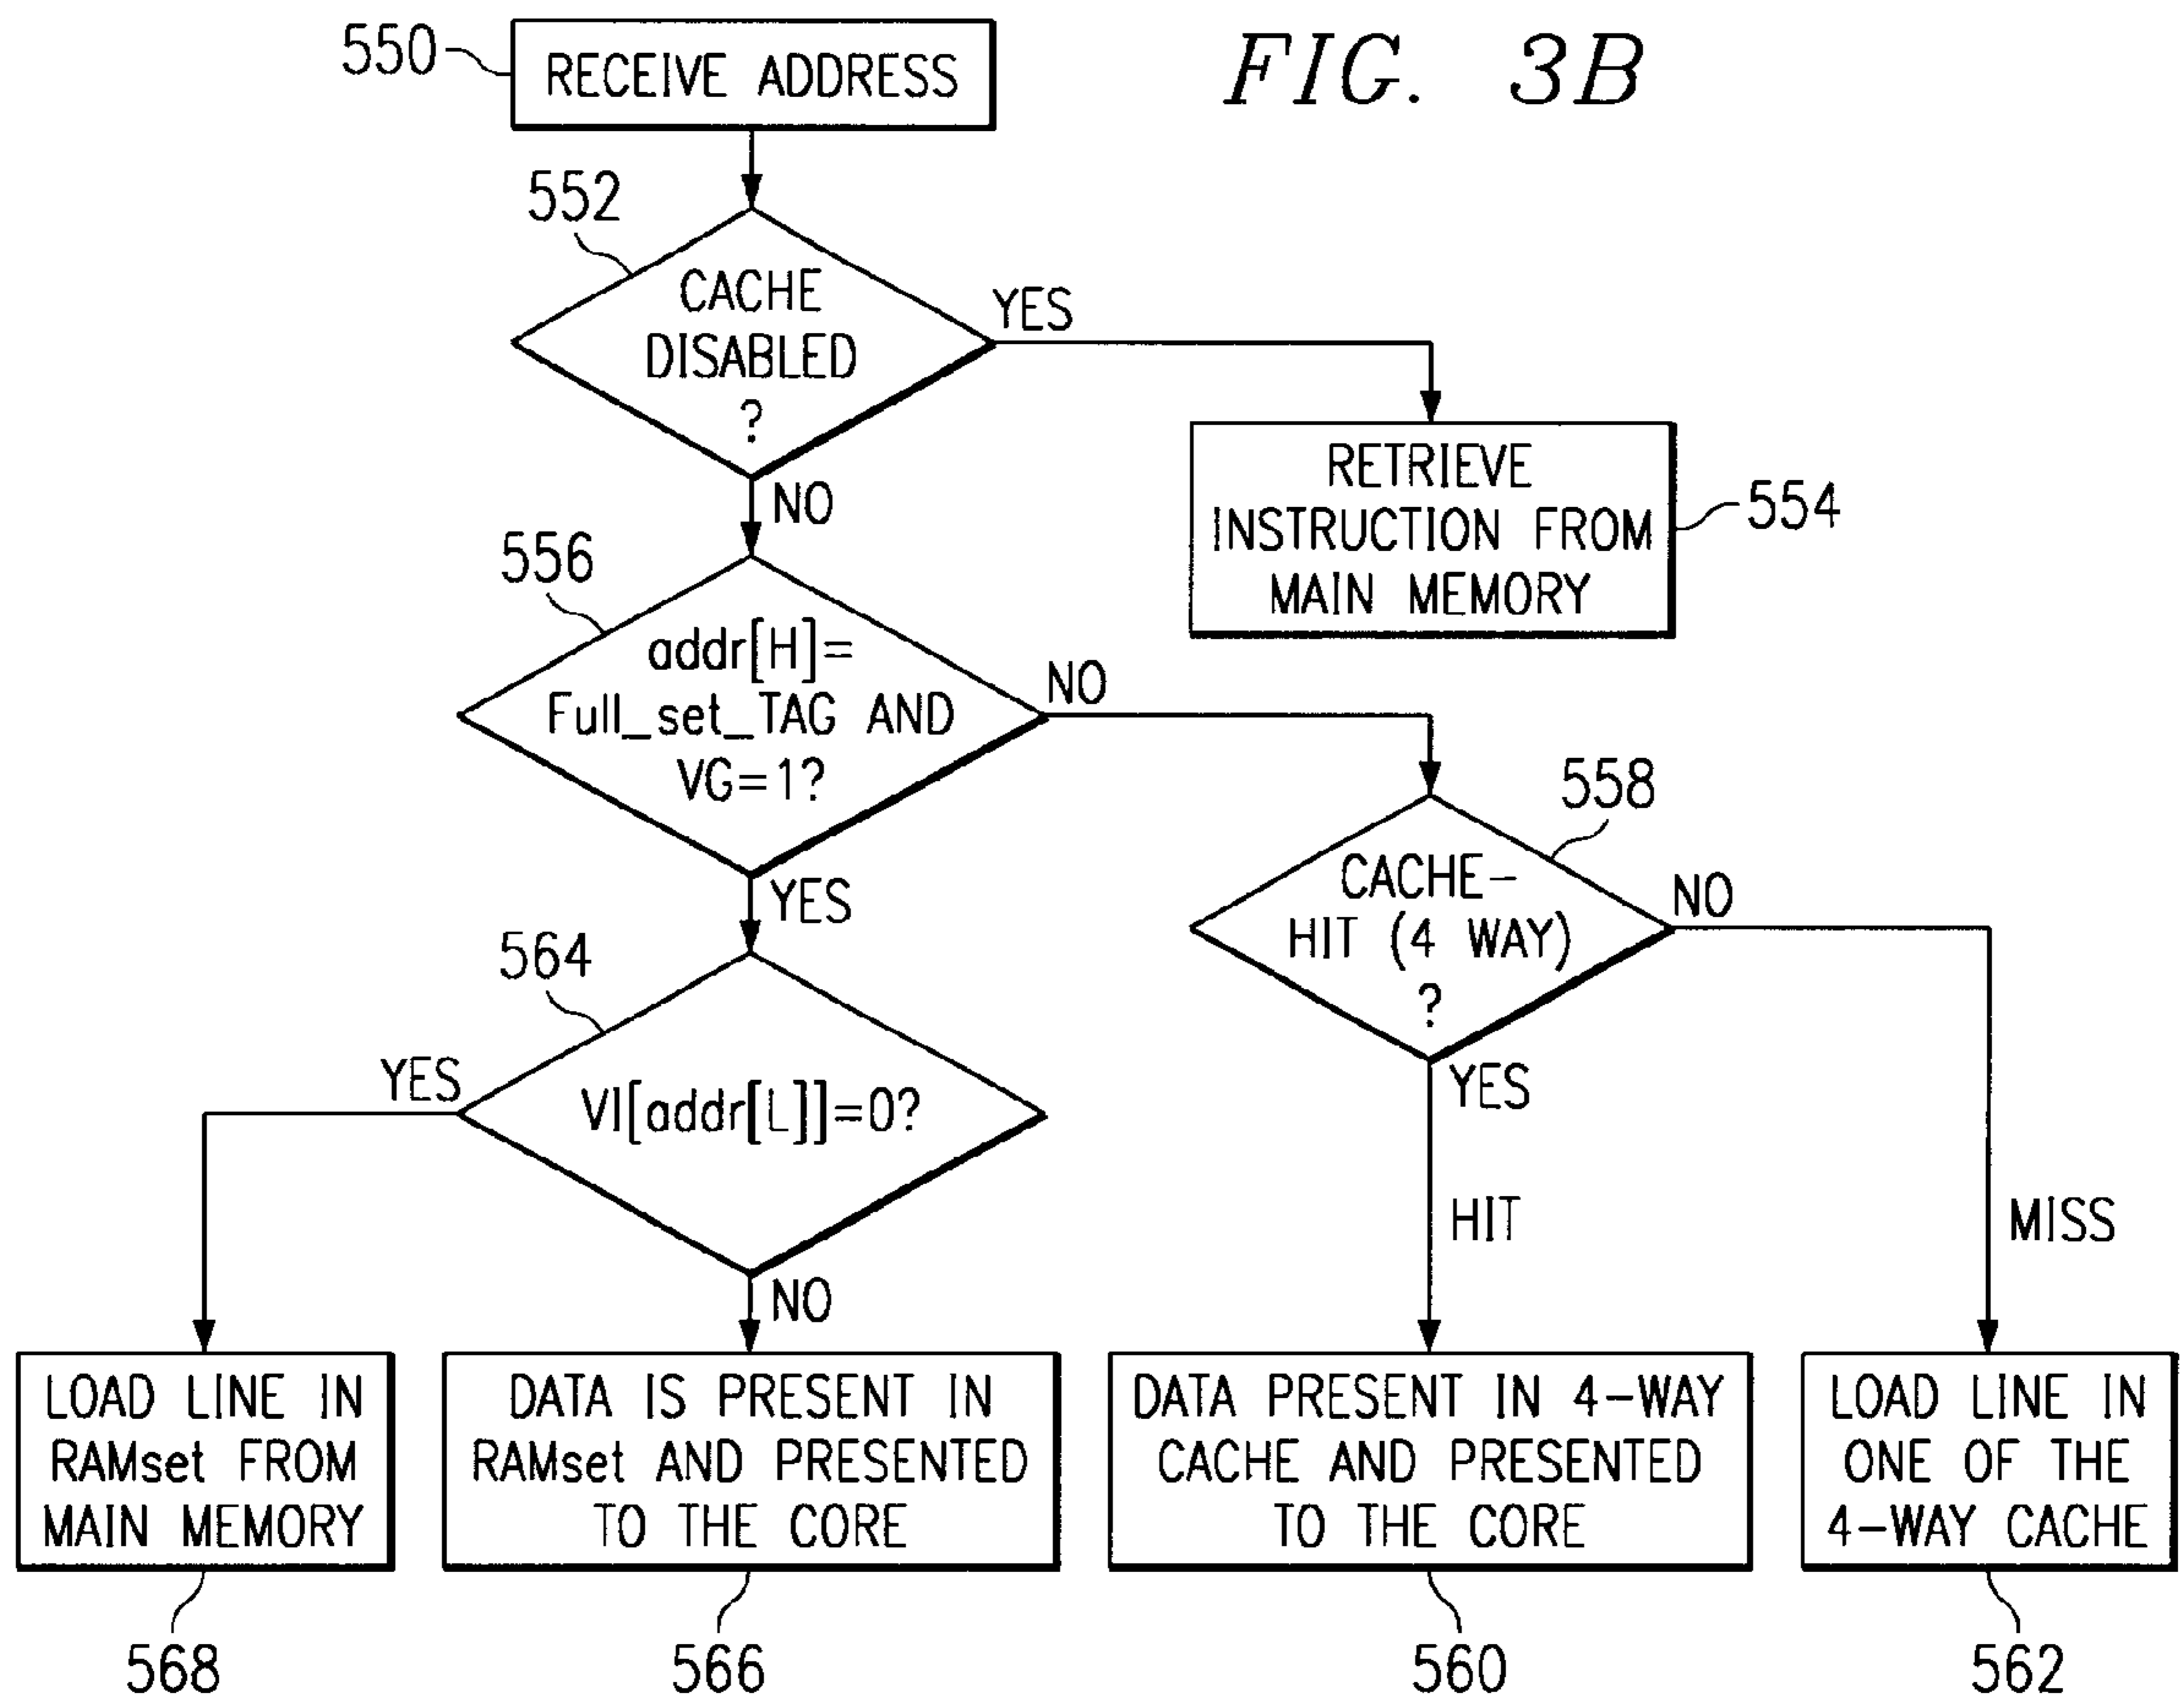 FIG. 3B
550
RECEIVE ADDRESS
552
CACHE
DISABLED
?
YES
NO
RETRIEVE
INSTRUCTION FROM
MAIN MEMORY
554
556
addr[H]=
Full_set_TAG AND
VG=1?
NO
YES
558
CACHE-
HIT (4 WAY)
?
NO
YES
HIT
MISS
564
VI[addr[L]]=0?
YES
NO
LOAD LINE IN
RAMset FROM
MAIN MEMORY
568
DATA IS PRESENT IN
RAMset AND PRESENTED
TO THE CORE
566
DATA PRESENT IN 4-WAY
CACHE AND PRESENTED
TO THE CORE
560
LOAD LINE IN
ONE OF THE
4-WAY CACHE
562